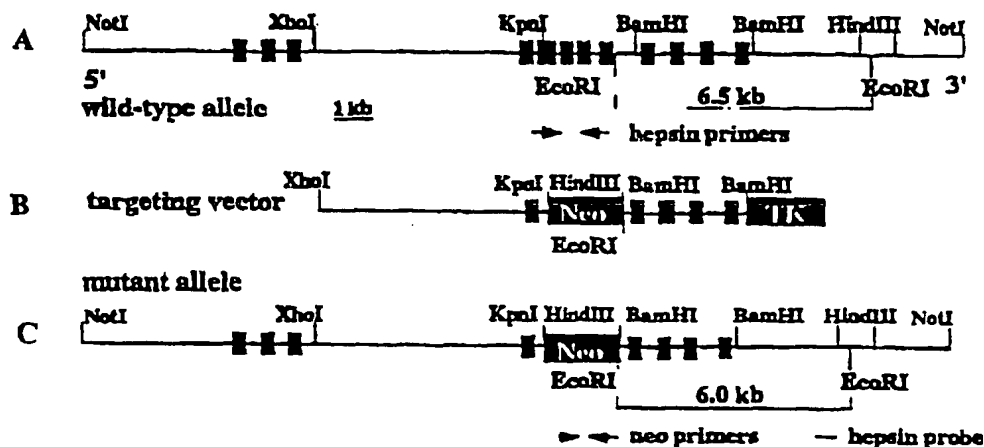 A
NotI XhoI KpnI BamHI BamHI HindIII NotI
5' EcoRI 6.5 kb EcoRI 3'
wild-type allele 1 kb
hepsin primers
XhoI KpnI HindIII BamHI BamHI
B targeting vector Neo TK
EcoRI
mutant allele
NotI XhoI KpnI HindIII BamHI BamHI HindIII NotI
C
Neo
EcoRI 6.0 kb EcoRI
neo primers hepsin probe